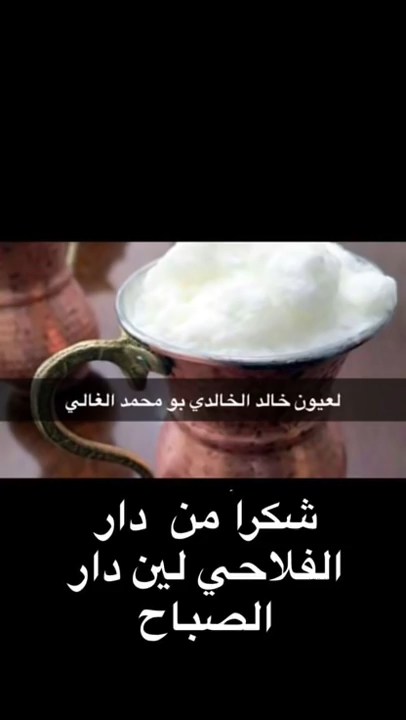 لعيون خالد الخالدي بو محمد الغالي
شكرا من دار
الفلاحي لين دار
الصباح